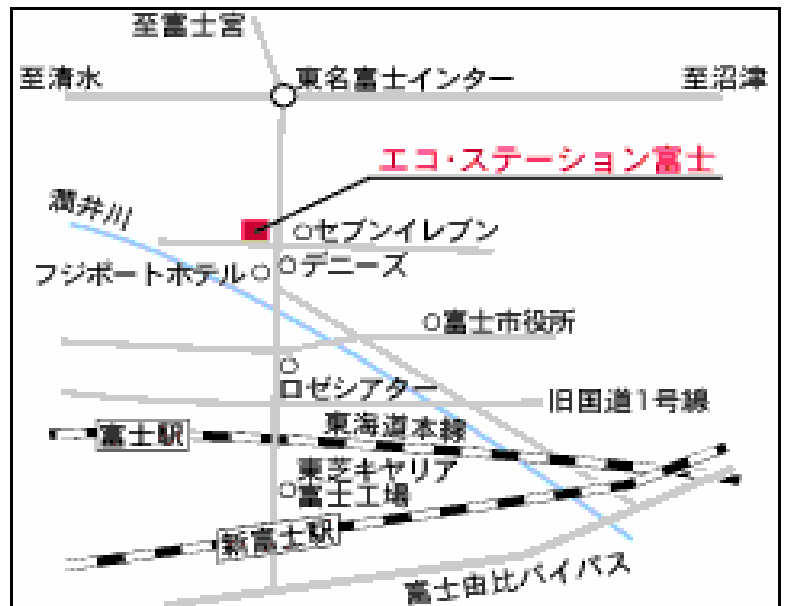 至富士宮
至清水
東名富士インター
至沼津
エコ・ステーション富士
潤井川
セブンイレブン
フジポートホテル
デニーズ
富士市役所
ロゼシアター
旧国道1号線
富士駅
東海道本線
東芝キヤリア
富士工場
新富士駅
富士由比バイパス